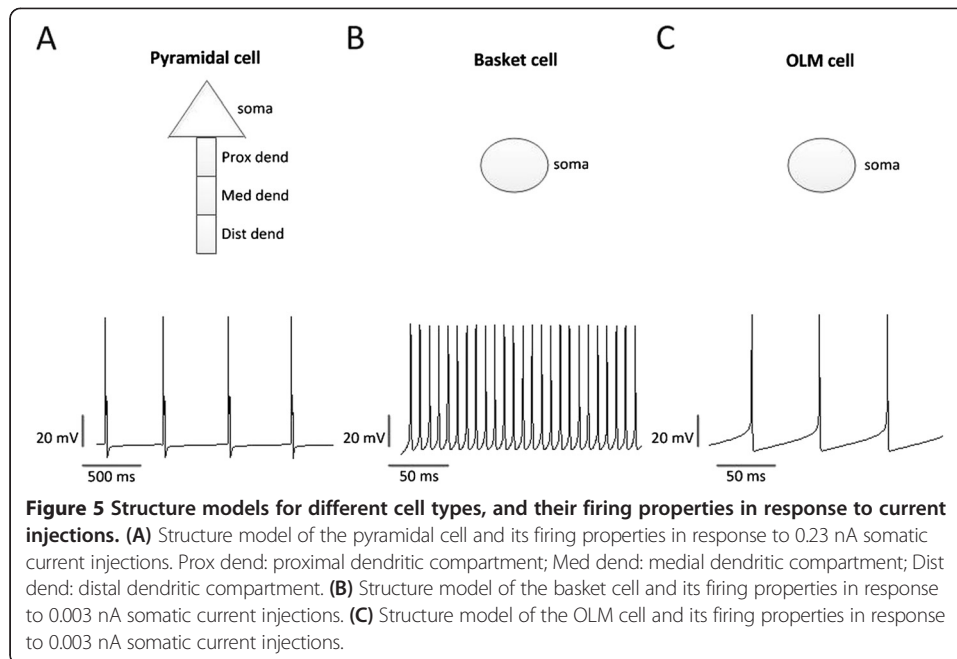 A
B
C
Pyramidal cell
Basket cell
OLM cell
soma
Prox dend
Med dend
Dist dend
soma
soma
20 mV
500 ms
20 mV
50 ms
20 mV
50 ms
Figure 5 Structure models for different cell types, and their firing properties in response to current
injections. (A) Structure model of the pyramidal cell and its firing properties in response to 0.23 nA somatic
current injections. Prox dend: proximal dendritic compartment; Med dend: medial dendritic compartment; Dist
dend: distal dendritic compartment. (B) Structure model of the basket cell and its firing properties in response
to 0.003 nA somatic current injections. (C) Structure model of the OLM cell and its firing properties in response
to 0.003 nA somatic current injections.